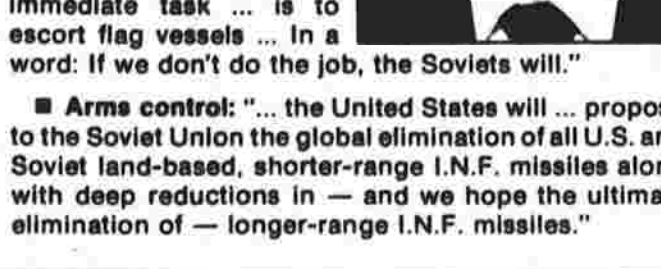 immediate task ... is to
escort flag vessels ... In a
word: If we don't do the job, the Soviets will."
■ Arms control: "... the United States will ... propos
to the Soviet Union the global elimination of all U.S. an
Soviet land-based, shorter-range I.N.F. missiles alon
with deep reductions in — and we hope the ultima
elimination of — longer-range I.N.F. missiles."